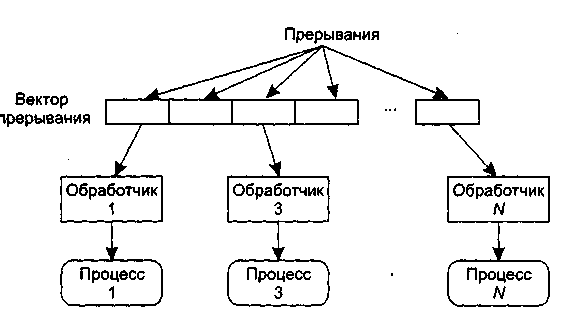 Прерывания
Вектор
прерывания
...
Обработчик
1
Обработчик
3
Обработчик
N
Процесс
1
Процесс
3
Процесс
N